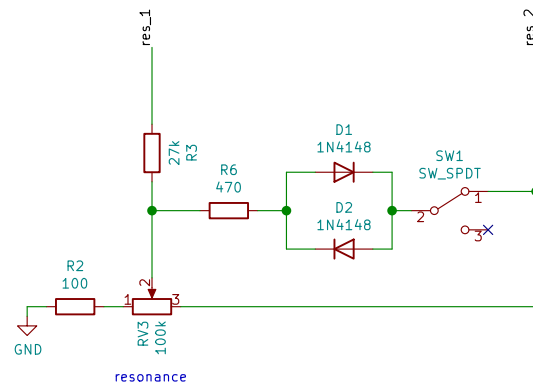 res_1
res_2
27k
R3
D1
1N4148
R6
470
SW1
SW_SPDT
1
D2
1N4148
2
3
R2
100
2
1
3
RV3
100k
GND
resonance